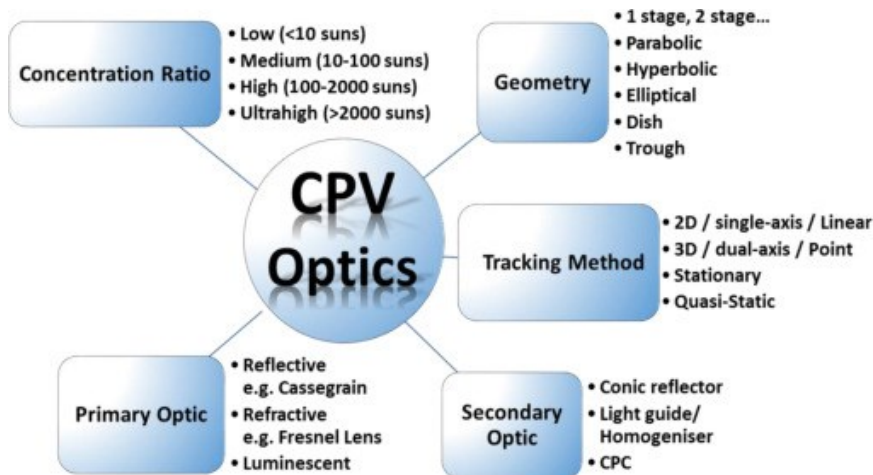 Concentration Ratio
• Low (<10 suns)
• Medium (10-100 suns)
• High (100-2000 suns)
• Ultrahigh (>2000 suns)
Geometry
• 1 stage, 2 stage...
• Parabolic
• Hyperbolic
• Elliptical
• Dish
• Trough
CPV
Optics
Tracking Method
• 2D / single-axis / Linear
• 3D / dual-axis / Point
• Stationary
• Quasi-Static
Primary Optic
• Reflective
e.g. Cassegrain
• Refractive
e.g. Fresnel Lens
• Luminescent
Secondary
Optic
• Conic reflector
• Light guide/
Homogeniser
• CPC